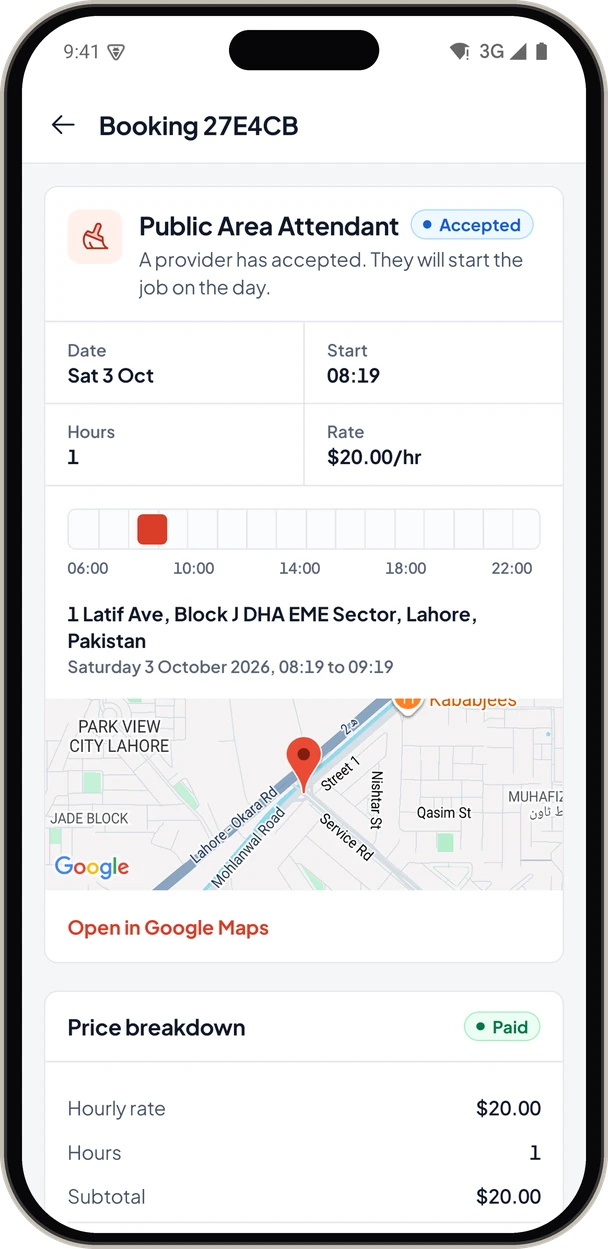 9:41
3G
Booking 27E4CB
Public Area Attendant
Accepted
A provider has accepted. They will start the
job on the day.
Date
Sat 3 Oct
Start
08:19
Hours
1
Rate
$20.00/hr
06:00
10:00
14:00
18:00
22:00
1 Latif Ave, Block J DHA EME Sector, Lahore,
Pakistan
Saturday 3 October 2026, 08:19 to 09:19
Kababjees
PARK VIEW
CITY LAHORE
Street 1
Nishtar St
MUHAFIZ
JADE BLOCK
Qasim St
Lahore - Okara Rd
Mohlanwal Road
Service Rd
Google
Open in Google Maps
Price breakdown
Paid
Hourly rate
$20.00
Hours
1
Subtotal
$20.00